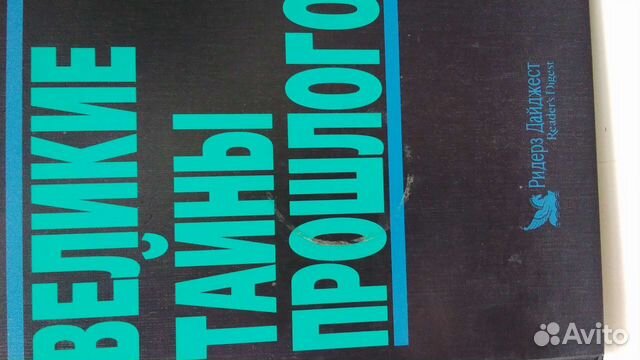 ВЕЛИКИЕ
ТАЙНЫ
ПРОШЛОГО
Ридерз Дайджест
Reader's Digest
Avito